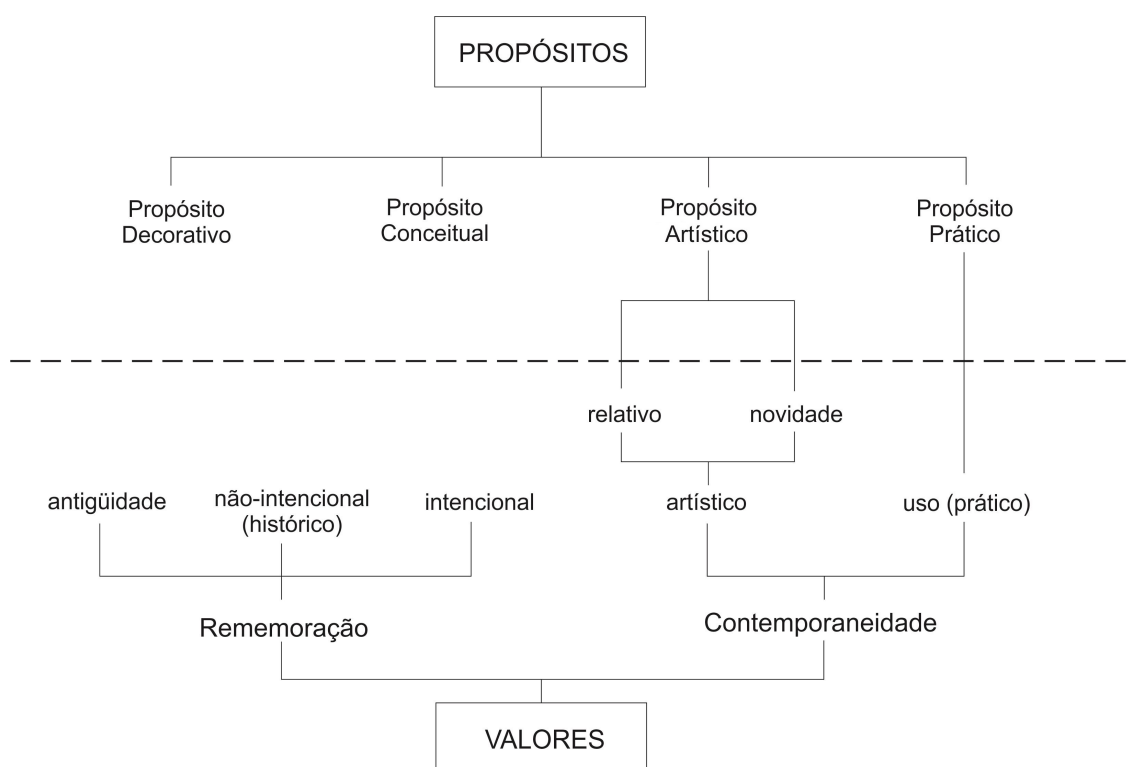 PROPÓSITOS
Propósito
Decorativo
Propósito
Conceitual
Propósito
Artístico
Propósito
Prático
relativo
novidade
antigüidade
não-intencional
(histórico)
intencional
artístico
uso (prático)
Rememoração
Contemporaneidade
VALORES